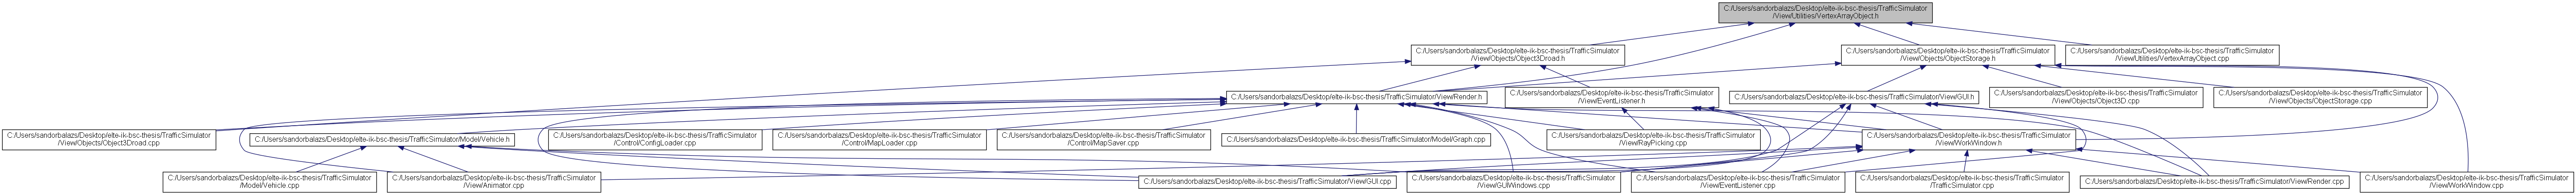 C:/Users/sandorbalazs/Desktop/elte-ik-bsc-thesis/TrafficSimulator
/View/Utilities/VertexArrayObject.h
C:/Users/sandorbalazs/Desktop/elte-ik-bsc-thesis/TrafficSimulator
/View/Objects/Object3Droad.h
C:/Users/sandorbalazs/Desktop/elte-ik-bsc-thesis/TrafficSimulator
/View/Objects/ObjectStorage.h
C:/Users/sandorbalazs/Desktop/elte-ik-bsc-thesis/TrafficSimulator
/View/Utilities/VertexArrayObject.cpp
C:/Users/sandorbalazs/Desktop/elte-ik-bsc-thesis/TrafficSimulator/View/Render.h
C:/Users/sandorbalazs/Desktop/elte-ik-bsc-thesis/TrafficSimulator
/View/EventListener.h
C:/Users/sandorbalazs/Desktop/elte-ik-bsc-thesis/TrafficSimulator/View/GUI.h
C:/Users/sandorbalazs/Desktop/elte-ik-bsc-thesis/TrafficSimulator
/View/Objects/Object3D.cpp
C:/Users/sandorbalazs/Desktop/elte-ik-bsc-thesis/TrafficSimulator
/View/Objects/ObjectStorage.cpp
C:/Users/sandorbalazs/Desktop/elte-ik-bsc-thesis/TrafficSimulator
/View/Objects/Object3Droad.cpp
C:/Users/sandorbalazs/Desktop/elte-ik-bsc-thesis/TrafficSimulator/Model/Vehicle.h
C:/Users/sandorbalazs/Desktop/elte-ik-bsc-thesis/TrafficSimulator
/Control/ConfigLoader.cpp
C:/Users/sandorbalazs/Desktop/elte-ik-bsc-thesis/TrafficSimulator
/Control/MapLoader.cpp
C:/Users/sandorbalazs/Desktop/elte-ik-bsc-thesis/TrafficSimulator
/Control/MapSaver.cpp
C:/Users/sandorbalazs/Desktop/elte-ik-bsc-thesis/TrafficSimulator/Model/Graph.cpp
C:/Users/sandorbalazs/Desktop/elte-ik-bsc-thesis/TrafficSimulator
/View/RayPicking.cpp
C:/Users/sandorbalazs/Desktop/elte-ik-bsc-thesis/TrafficSimulator
/View/WorkWindow.h
C:/Users/sandorbalazs/Desktop/elte-ik-bsc-thesis/TrafficSimulator
/Model/Vehicle.cpp
C:/Users/sandorbalazs/Desktop/elte-ik-bsc-thesis/TrafficSimulator
/View/Animator.cpp
C:/Users/sandorbalazs/Desktop/elte-ik-bsc-thesis/TrafficSimulator/View/GUI.cpp
C:/Users/sandorbalazs/Desktop/elte-ik-bsc-thesis/TrafficSimulator
/View/GUIWindows.cpp
C:/Users/sandorbalazs/Desktop/elte-ik-bsc-thesis/TrafficSimulator
/View/EventListener.cpp
C:/Users/sandorbalazs/Desktop/elte-ik-bsc-thesis/TrafficSimulator
/TrafficSimulator.cpp
C:/Users/sandorbalazs/Desktop/elte-ik-bsc-thesis/TrafficSimulator/View/Render.cpp
C:/Users/sandorbalazs/Desktop/elte-ik-bsc-thesis/TrafficSimulator
/View/WorkWindow.cpp